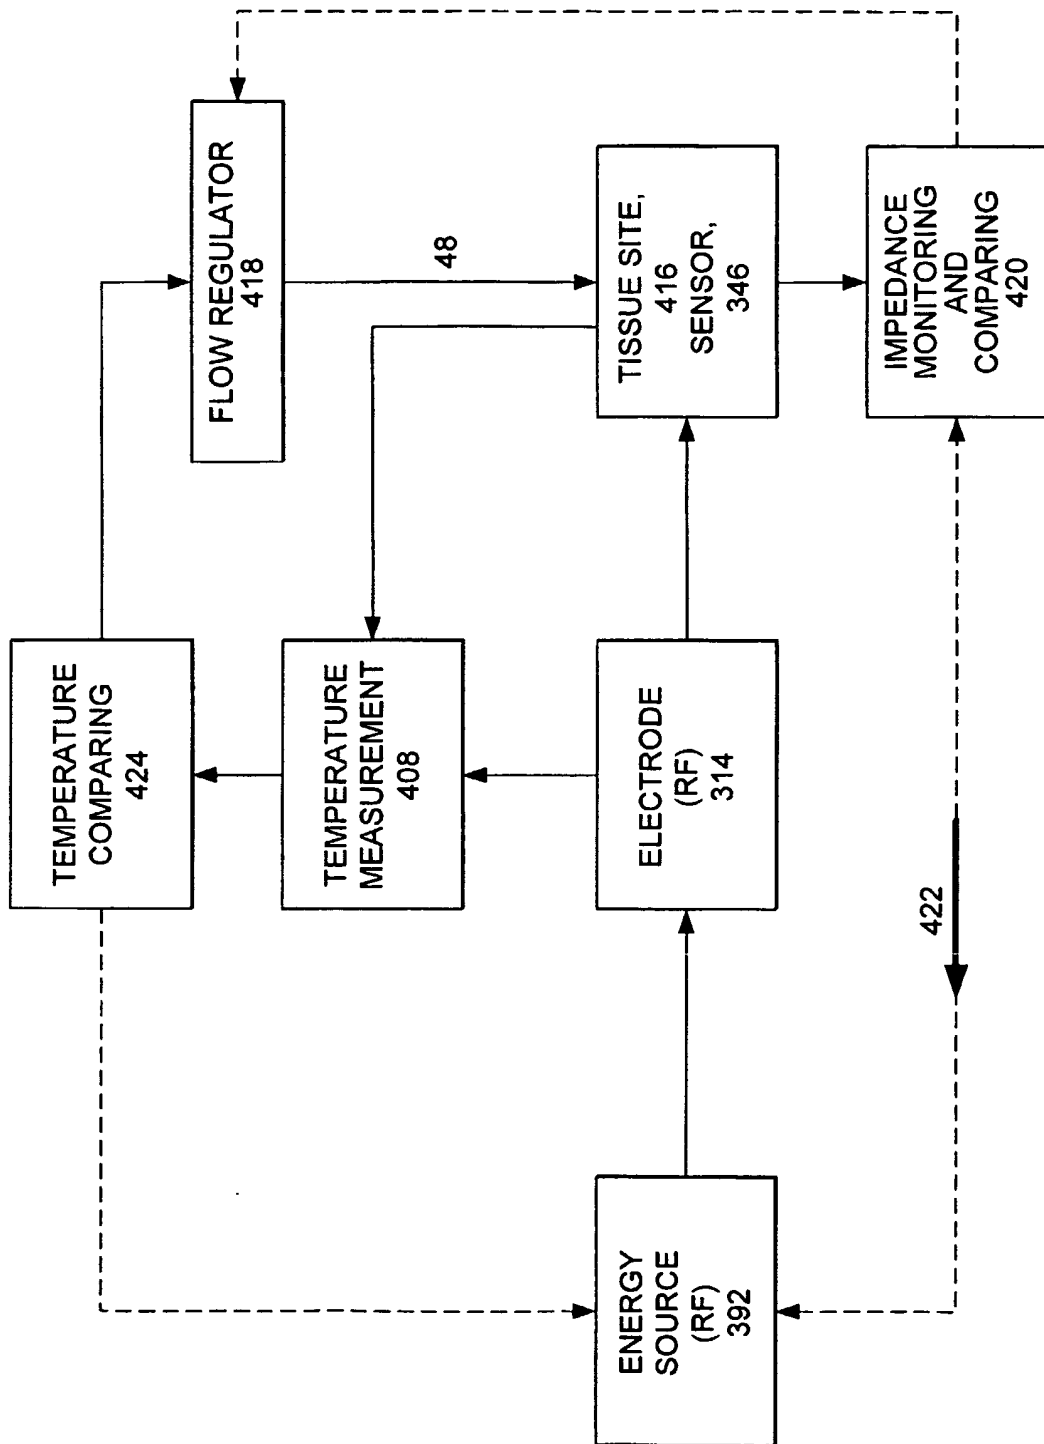 TEMPERATURE
COMPARING
424
FLOW REGULATOR
418
TEMPERATURE
MEASUREMENT
408
48
ENERGY
SOURCE
(RF)
392
ELECTRODE
(RF)
314
TISSUE SITE,
416
SENSOR,
346
422
IMPEDANCE
MONITORING
AND
COMPARING
420